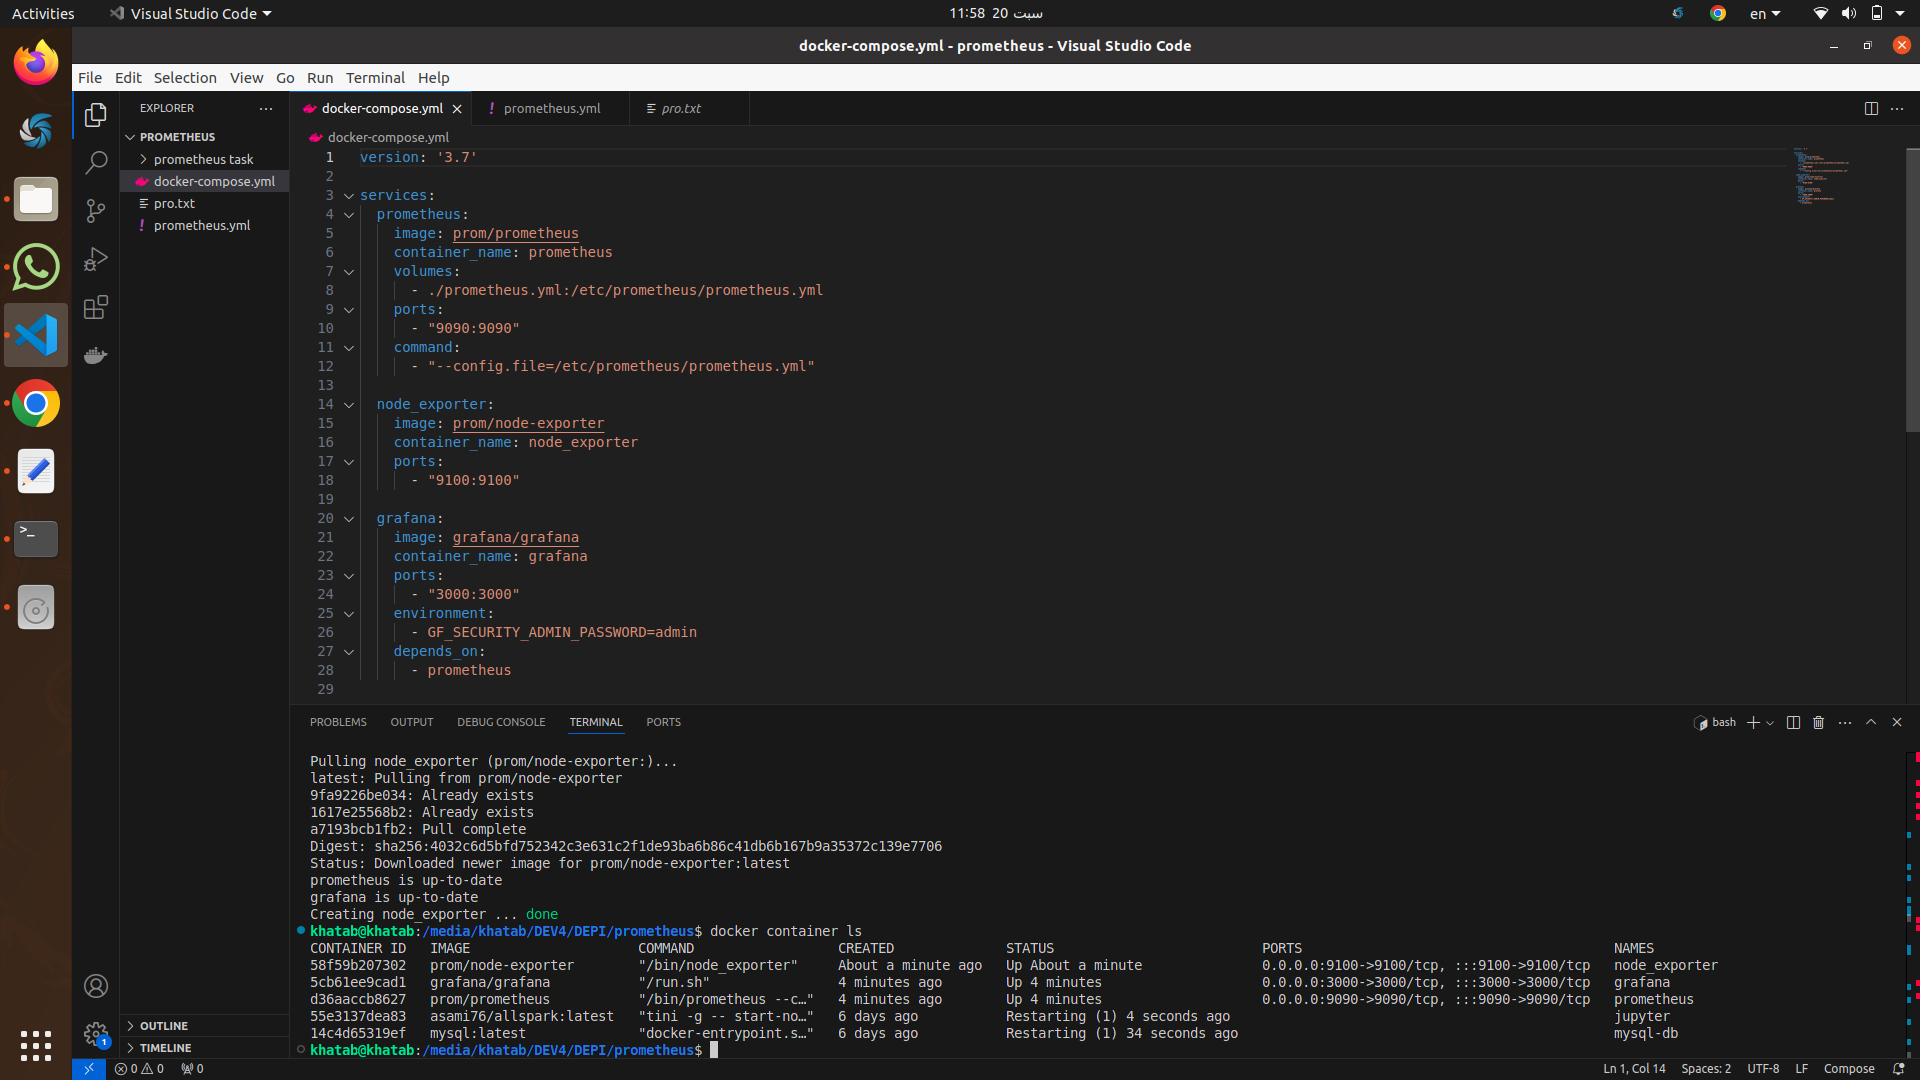 Activities
Visual Studio Code
سبت 20 11:58
en
docker-compose.yml - prometheus - Visual Studio Code
File Edit Selection View Go Run Terminal Help
EXPLORER
docker-compose.yml
prometheus.yml
pro.txt
PROMETHEUS
prometheus task
docker-compose.yml
pro.txt
prometheus.yml
OUTLINE
TIMELINE
docker-compose.yml
1 version: '3.7'
2
3 services:
4 prometheus:
5 image: prom/prometheus
6 container_name: prometheus
7 volumes:
8 - ./prometheus.yml:/etc/prometheus/prometheus.yml
9 ports:
10 - "9090:9090"
11 command:
12 - "--config.file=/etc/prometheus/prometheus.yml"
13
14 node_exporter:
15 image: prom/node-exporter
16 container_name: node_exporter
17 ports:
18 - "9100:9100"
19
20 grafana:
21 image: grafana/grafana
22 container_name: grafana
23 ports:
24 - "3000:3000"
25 environment:
26 - GF_SECURITY_ADMIN_PASSWORD=admin
27 depends_on:
28 - prometheus
29
PROBLEMS OUTPUT DEBUG CONSOLE TERMINAL PORTS
bash
Pulling node_exporter (prom/node-exporter:)...
latest: Pulling from prom/node-exporter
9fa9226be034: Already exists
1617e25568b2: Already exists
a7193bcb1fb2: Pull complete
Digest: sha256:4032c6d5bfd752342c3e631c2f1de93ba6b86c41db6b167b9a35372c139e7706
Status: Downloaded newer image for prom/node-exporter:latest
prometheus is up-to-date
grafana is up-to-date
Creating node_exporter ... done
khatab@khatab:/media/khatab/DEV4/DEPI/prometheus$ docker container ls
CONTAINER ID IMAGE COMMAND CREATED STATUS PORTS NAMES
58f59b207302 prom/node-exporter "/bin/node_exporter" About a minute ago Up About a minute 0.0.0.0:9100->9100/tcp, :::9100->9100/tcp node_exporter
5cb61ee9cad1 grafana/grafana "/run.sh" 4 minutes ago Up 4 minutes 0.0.0.0:3000->3000/tcp, :::3000->3000/tcp grafana
d36aaccb8627 prom/prometheus "/bin/prometheus --c…" 4 minutes ago Up 4 minutes 0.0.0.0:9090->9090/tcp, :::9090->9090/tcp prometheus
55e3137dea83 asami76/allspark:latest "tini -g -- start-no…" 6 days ago Restarting (1) 4 seconds ago jupyter
14c4d65319ef mysql:latest "docker-entrypoint.s…" 6 days ago Restarting (1) 34 seconds ago mysql-db
khatab@khatab:/media/khatab/DEV4/DEPI/prometheus$
1
0 0 0
Ln 1, Col 14 Spaces: 2 UTF-8 LF Compose